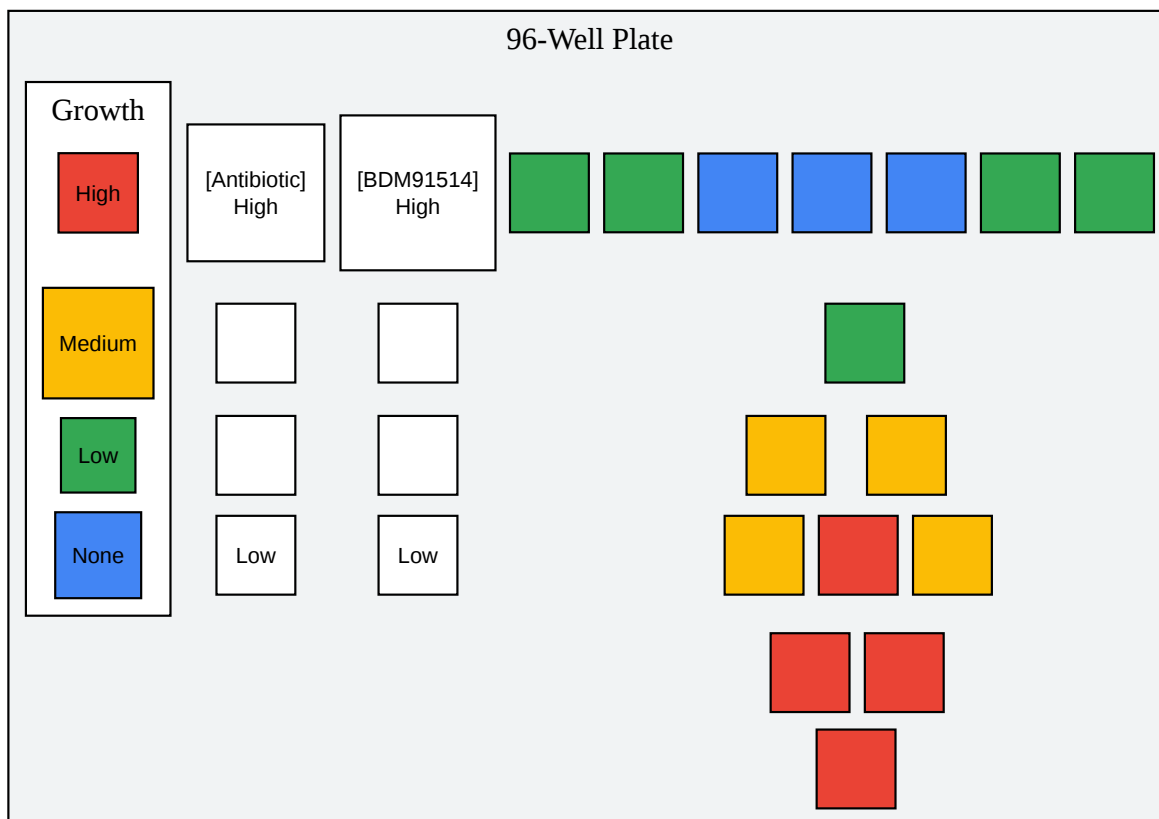 96-Well Plate
Growth
High
[Antibiotic]
High
[BDM91514]
High
Medium
Low
None
Low
Low